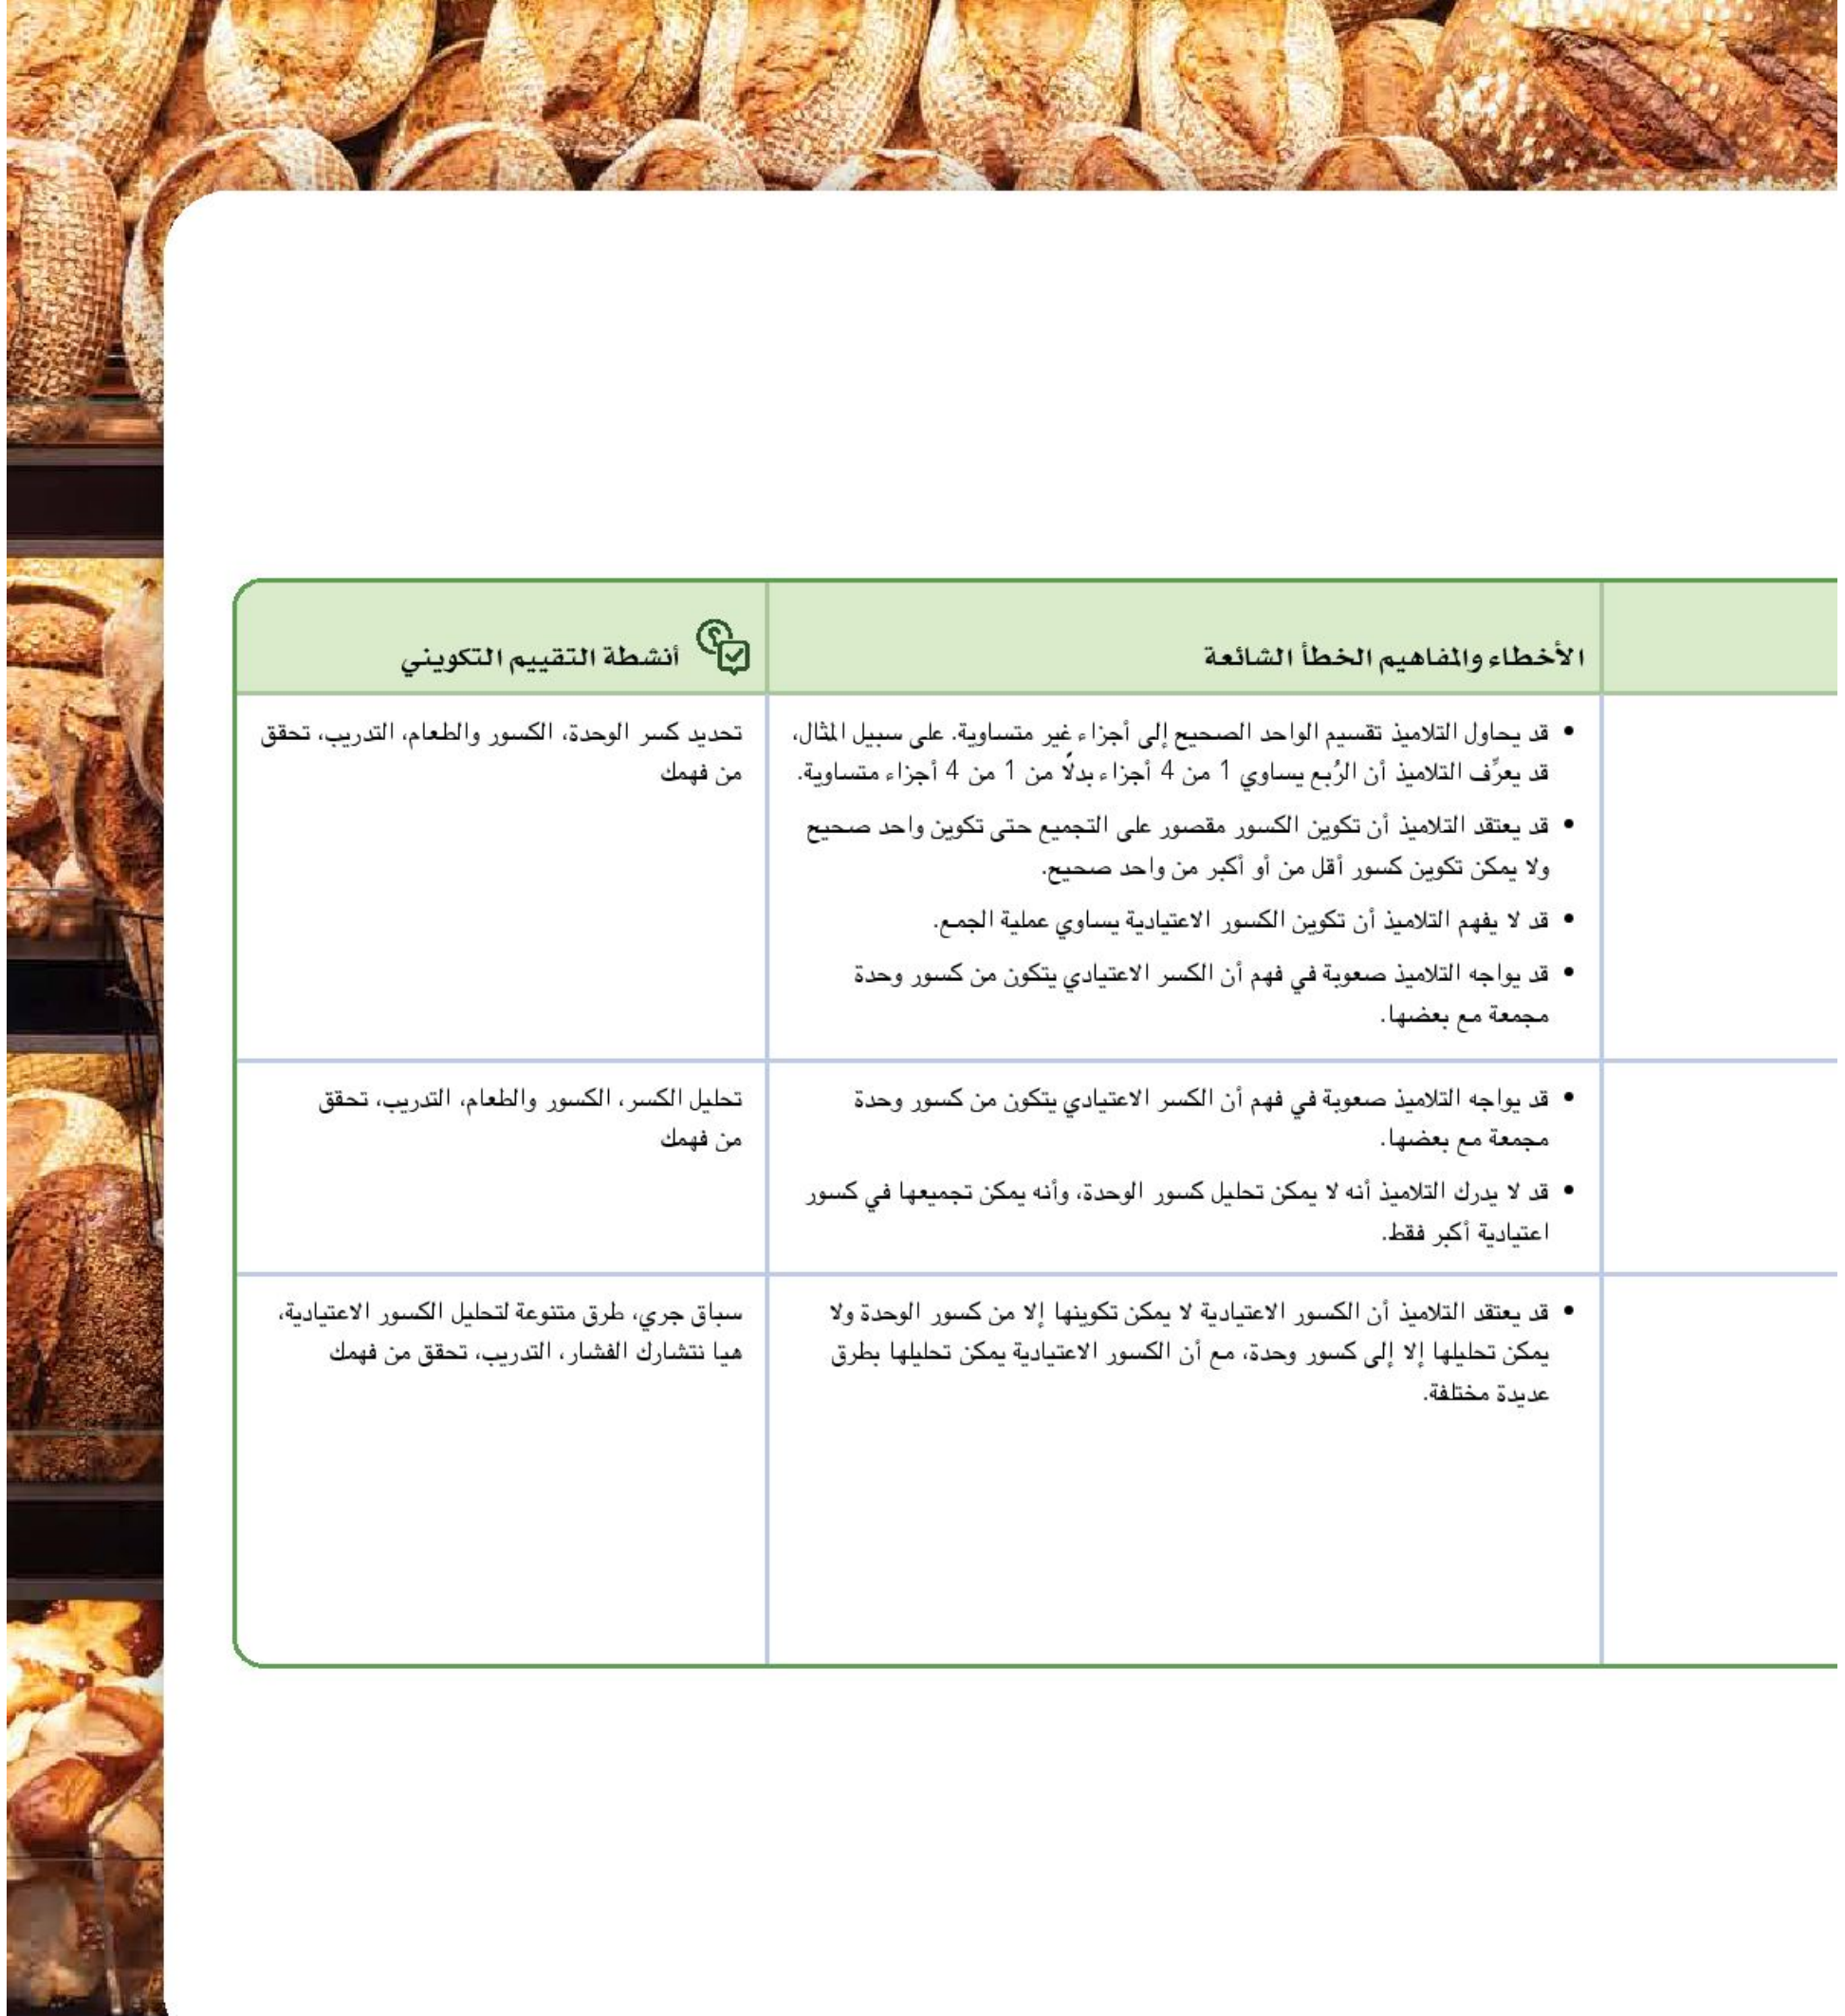 الأخطاء والمفاهيم الخطأ الشائعة
أنشطة التقييم التكويني
• قد يحاول التلاميذ تقسيم الواحد الصحيح إلى أجزاء غير متساوية. على سبيل المثال،
قد يعرِّف التلاميذ أن الرُبع يساوي 1 من 4 أجزاء بدلًا من 1 من 4 أجزاء متساوية.
• قد يعتقد التلاميذ أن تكوين الكسور مقصور على التجميع حتى تكوين واحد صحيح
ولا يمكن تكوين كسور أقل من أو أكبر من واحد صحيح.
• قد لا يفهم التلاميذ أن تكوين الكسور الاعتيادية يساوي عملية الجمع.
• قد يواجه التلاميذ صعوبة في فهم أن الكسر الاعتيادي يتكون من كسور وحدة
مجمعة مع بعضها.
تحديد كسر الوحدة، الكسور والطعام، التدريب، تحقق
من فهمك
• قد يواجه التلاميذ صعوبة في فهم أن الكسر الاعتيادي يتكون من كسور وحدة
مجمعة مع بعضها.
• قد لا يدرك التلاميذ أنه لا يمكن تحليل كسور الوحدة، وأنه يمكن تجميعها في كسور
اعتيادية أكبر فقط.
تحليل الكسر، الكسور والطعام، التدريب، تحقق
من فهمك
• قد يعتقد التلاميذ أن الكسور الاعتيادية لا يمكن تكوينها إلا من كسور الوحدة ولا
يمكن تحليلها إلا إلى كسور وحدة، مع أن الكسور الاعتيادية يمكن تحليلها بطرق
عديدة مختلفة.
سباق جري، طرق متنوعة لتحليل الكسور الاعتيادية،
هيا نتشارك الفشار، التدريب، تحقق من فهمك